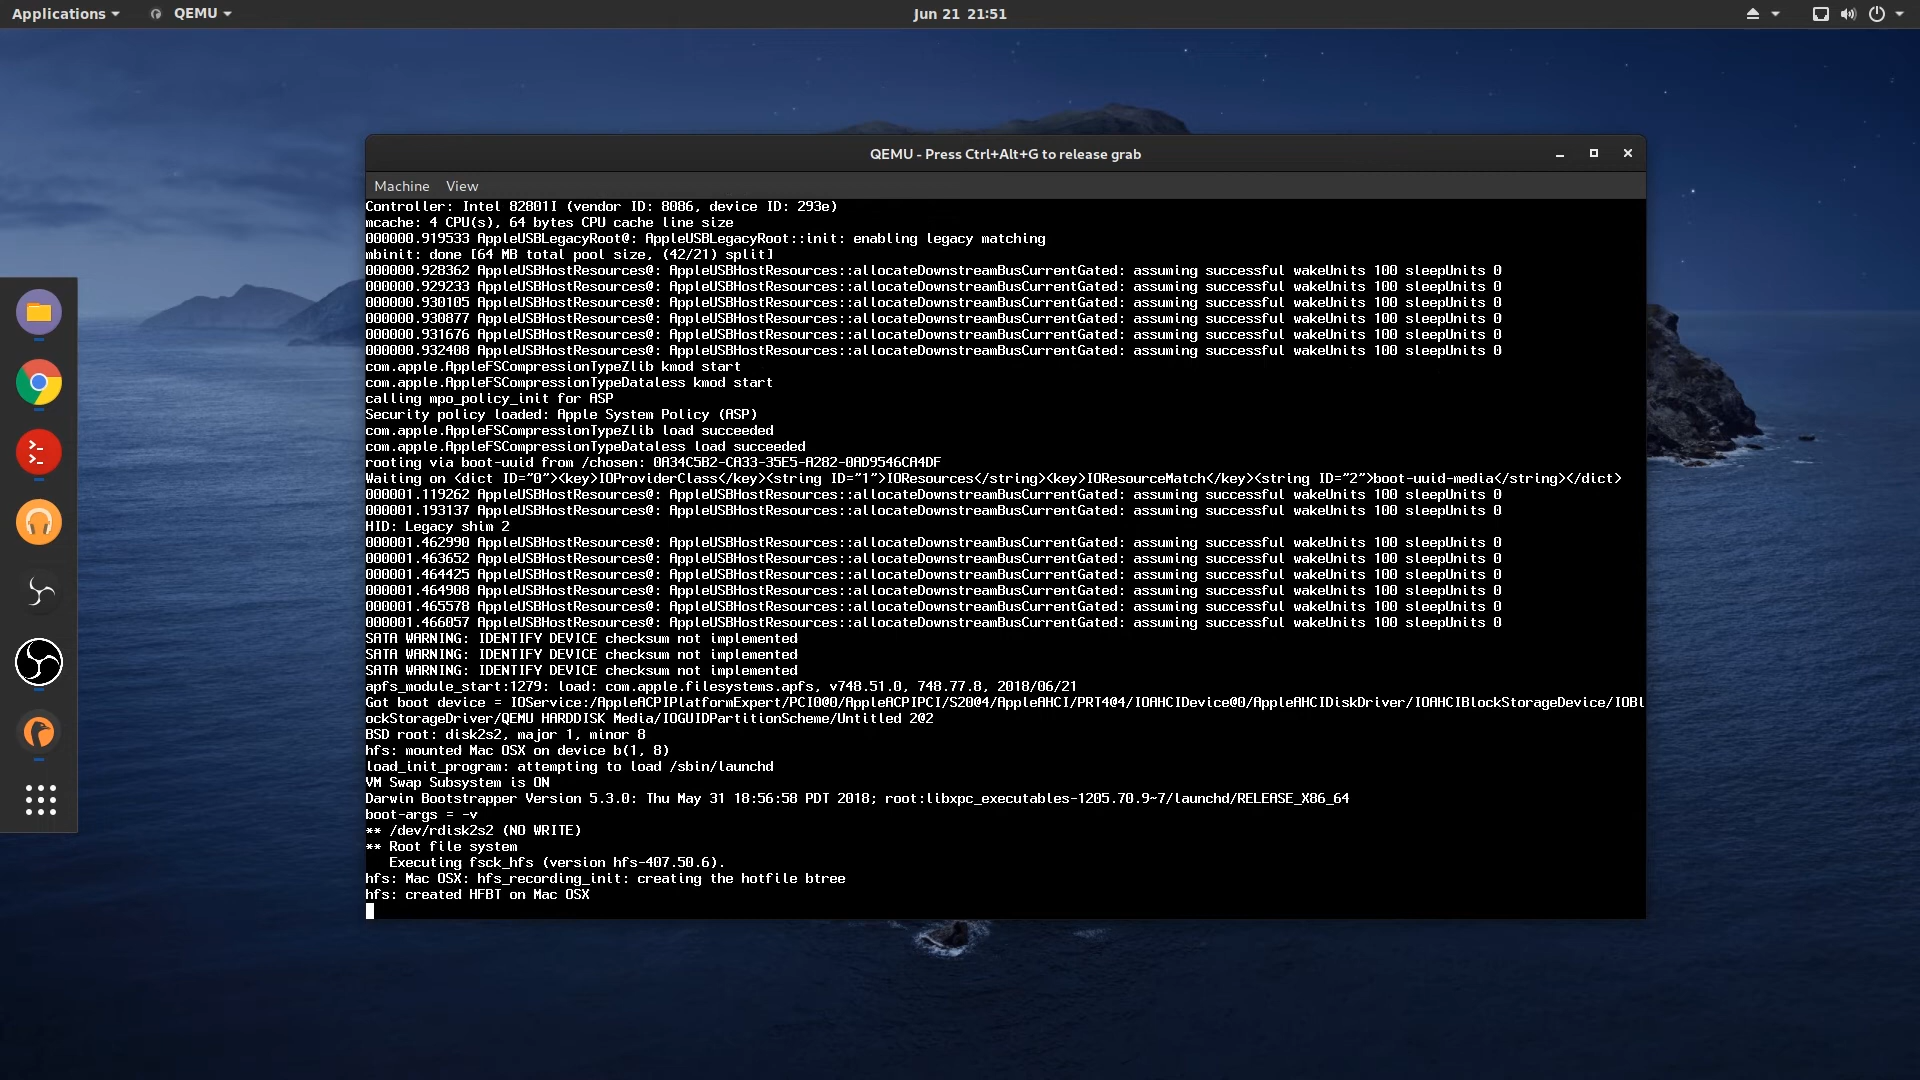 Applications QEMU Jun 21 21:51
QEMU - Press Ctrl+Alt+G to release grab
Machine View
Controller: Intel 82801I (vendor ID: 8086, device ID: 293e)
mcache: 4 CPU(s), 64 bytes CPU cache line size
000000.919533 AppleUSBLegacyRoot@: AppleUSBLegacyRoot::init: enabling legacy matching
mbinit: done [64 MB total pool size, (42/21) split]
000000.928362 AppleUSBHostResources@: AppleUSBHostResources::allocateDownstreamBusCurrentGated: assuming successful wakeUnits 100 sleepUnits 0
000000.929233 AppleUSBHostResources@: AppleUSBHostResources::allocateDownstreamBusCurrentGated: assuming successful wakeUnits 100 sleepUnits 0
000000.930105 AppleUSBHostResources@: AppleUSBHostResources::allocateDownstreamBusCurrentGated: assuming successful wakeUnits 100 sleepUnits 0
000000.930877 AppleUSBHostResources@: AppleUSBHostResources::allocateDownstreamBusCurrentGated: assuming successful wakeUnits 100 sleepUnits 0
000000.931676 AppleUSBHostResources@: AppleUSBHostResources::allocateDownstreamBusCurrentGated: assuming successful wakeUnits 100 sleepUnits 0
000000.932408 AppleUSBHostResources@: AppleUSBHostResources::allocateDownstreamBusCurrentGated: assuming successful wakeUnits 100 sleepUnits 0
com.apple.AppleFSCompressionTypeZlib kmod start
com.apple.AppleFSCompressionTypeDataless kmod start
calling mpo_policy_init for ASP
Security policy loaded: Apple System Policy (ASP)
com.apple.AppleFSCompressionTypeZlib load succeeded
com.apple.AppleFSCompressionTypeDataless load succeeded
rooting via boot-uuid from /chosen: 0A34C5B2-CA33-35E5-A282-0AD9546CA4DF
Waiting on <dict ID="0"><key>IOProviderClass</key><string ID="1">IOResources</string><key>IOResourceMatch</key><string ID="2">boot-uuid-media</string></dict>
000001.119262 AppleUSBHostResources@: AppleUSBHostResources::allocateDownstreamBusCurrentGated: assuming successful wakeUnits 100 sleepUnits 0
000001.193137 AppleUSBHostResources@: AppleUSBHostResources::allocateDownstreamBusCurrentGated: assuming successful wakeUnits 100 sleepUnits 0
HID: Legacy shim 2
000001.462990 AppleUSBHostResources@: AppleUSBHostResources::allocateDownstreamBusCurrentGated: assuming successful wakeUnits 100 sleepUnits 0
000001.463652 AppleUSBHostResources@: AppleUSBHostResources::allocateDownstreamBusCurrentGated: assuming successful wakeUnits 100 sleepUnits 0
000001.464425 AppleUSBHostResources@: AppleUSBHostResources::allocateDownstreamBusCurrentGated: assuming successful wakeUnits 100 sleepUnits 0
000001.464908 AppleUSBHostResources@: AppleUSBHostResources::allocateDownstreamBusCurrentGated: assuming successful wakeUnits 100 sleepUnits 0
000001.465578 AppleUSBHostResources@: AppleUSBHostResources::allocateDownstreamBusCurrentGated: assuming successful wakeUnits 100 sleepUnits 0
000001.466057 AppleUSBHostResources@: AppleUSBHostResources::allocateDownstreamBusCurrentGated: assuming successful wakeUnits 100 sleepUnits 0
SATA WARNING: IDENTIFY DEVICE checksum not implemented
SATA WARNING: IDENTIFY DEVICE checksum not implemented
SATA WARNING: IDENTIFY DEVICE checksum not implemented
apfs_module_start:1279: load: com.apple.filesystems.apfs, v748.51.0, 748.77.8, 2018/06/21
Got boot device = IOService:/AppleACPIPlatformExpert/PCI0@0/AppleACPIPCI/S20@4/AppleAHCI/PRT4@4/IOAHCIDevice@0/AppleAHCIDiskDriver/IOAHCIBlockStorageDevice/IOBl
ockStorageDriver/QEMU HARDDISK Media/IOGUIDPartitionScheme/Untitled 2@2
BSD root: disk2s2, major 1, minor 8
hfs: mounted Mac OSX on device b(1, 8)
load_init_program: attempting to load /sbin/launchd
VM Swap Subsystem is ON
Darwin Bootstrapper Version 5.3.0: Thu May 31 18:56:58 PDT 2018; root:libxpc_executables-1205.70.9~7/launchd/RELEASE_X86_64
boot-args = -v
** /dev/rdisk2s2 (NO WRITE)
** Root file system
Executing fsck_hfs (version hfs-407.50.6).
hfs: Mac OSX: hfs_recording_init: creating the hotfile btree
hfs: created HFBT on Mac OSX